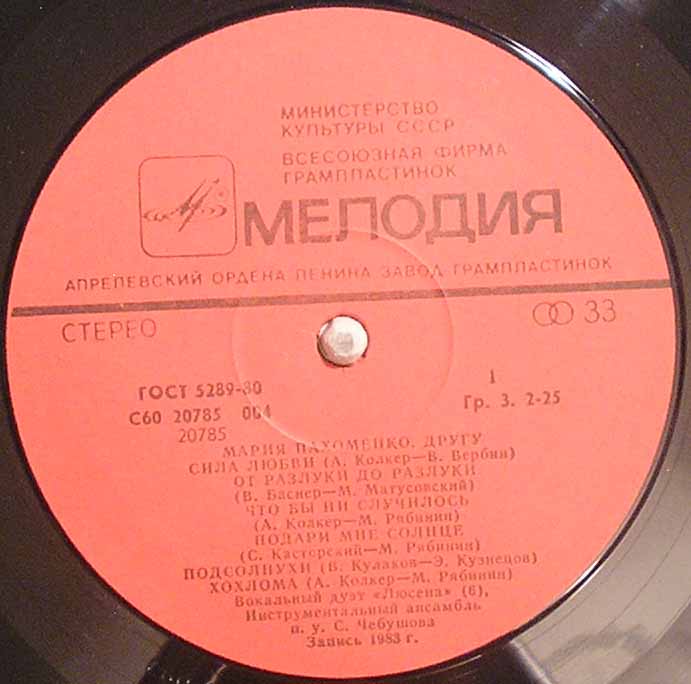 МИНИСТЕРСТВО
КУЛЬТУРЫ СССР
ВСЕСОЮЗНАЯ ФИРМА
ГРАМПЛАСТИНОК
МЕЛОДИЯ
АПРЕЛЕВСКИЙ ОРДЕНА ЛЕНИНА ЗАВОД ГРАМПЛАСТИНОК
СТЕРЕО
33
ГОСТ 5289-80
1
С60 20785 004
Гр. 3. 2-25
20785
МАРИЯ ПАХОМЕНКО. ДРУГУ
СИЛА ЛЮБВИ (А. Колкер—В. Вербин)
ОТ РАЗЛУКИ ДО РАЗЛУКИ
(В. Баснер—М. Матусовский)
ЧТО БЫ НИ СЛУЧИЛОСЬ
(А. Колкер—М. Рябинин)
ПОДАРИ МНЕ СОЛНЦЕ
(С. Касторский—М. Рябинин)
ПОДСОЛНУХИ (В. Кулаков—Э. Кузнецов)
ХОХЛОМА (А. Колкер—М. Рябинин)
Вокальный дуэт «Люсена» (6),
Инструментальный ансамбль
п. у. С. Чебушова
Запись 1983 г.